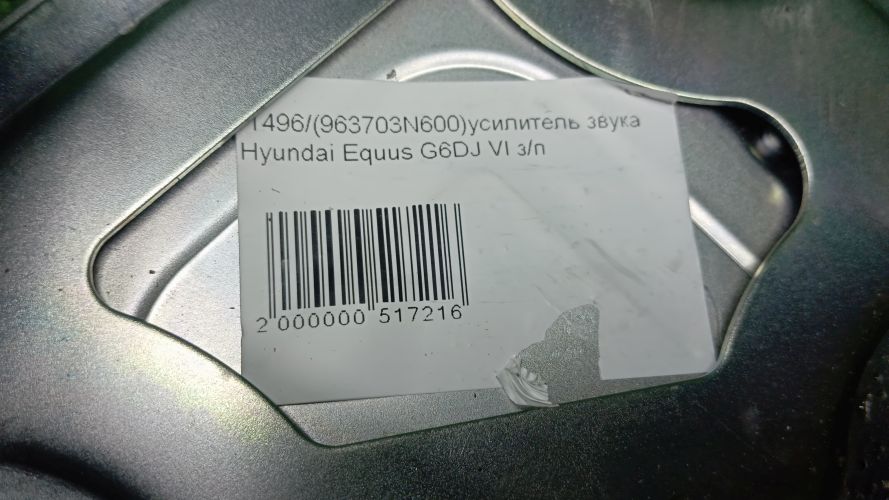 1496/(963703N600)усилитель звука
Hyundai Equus G6DJ VI з/п
2 000000 517216